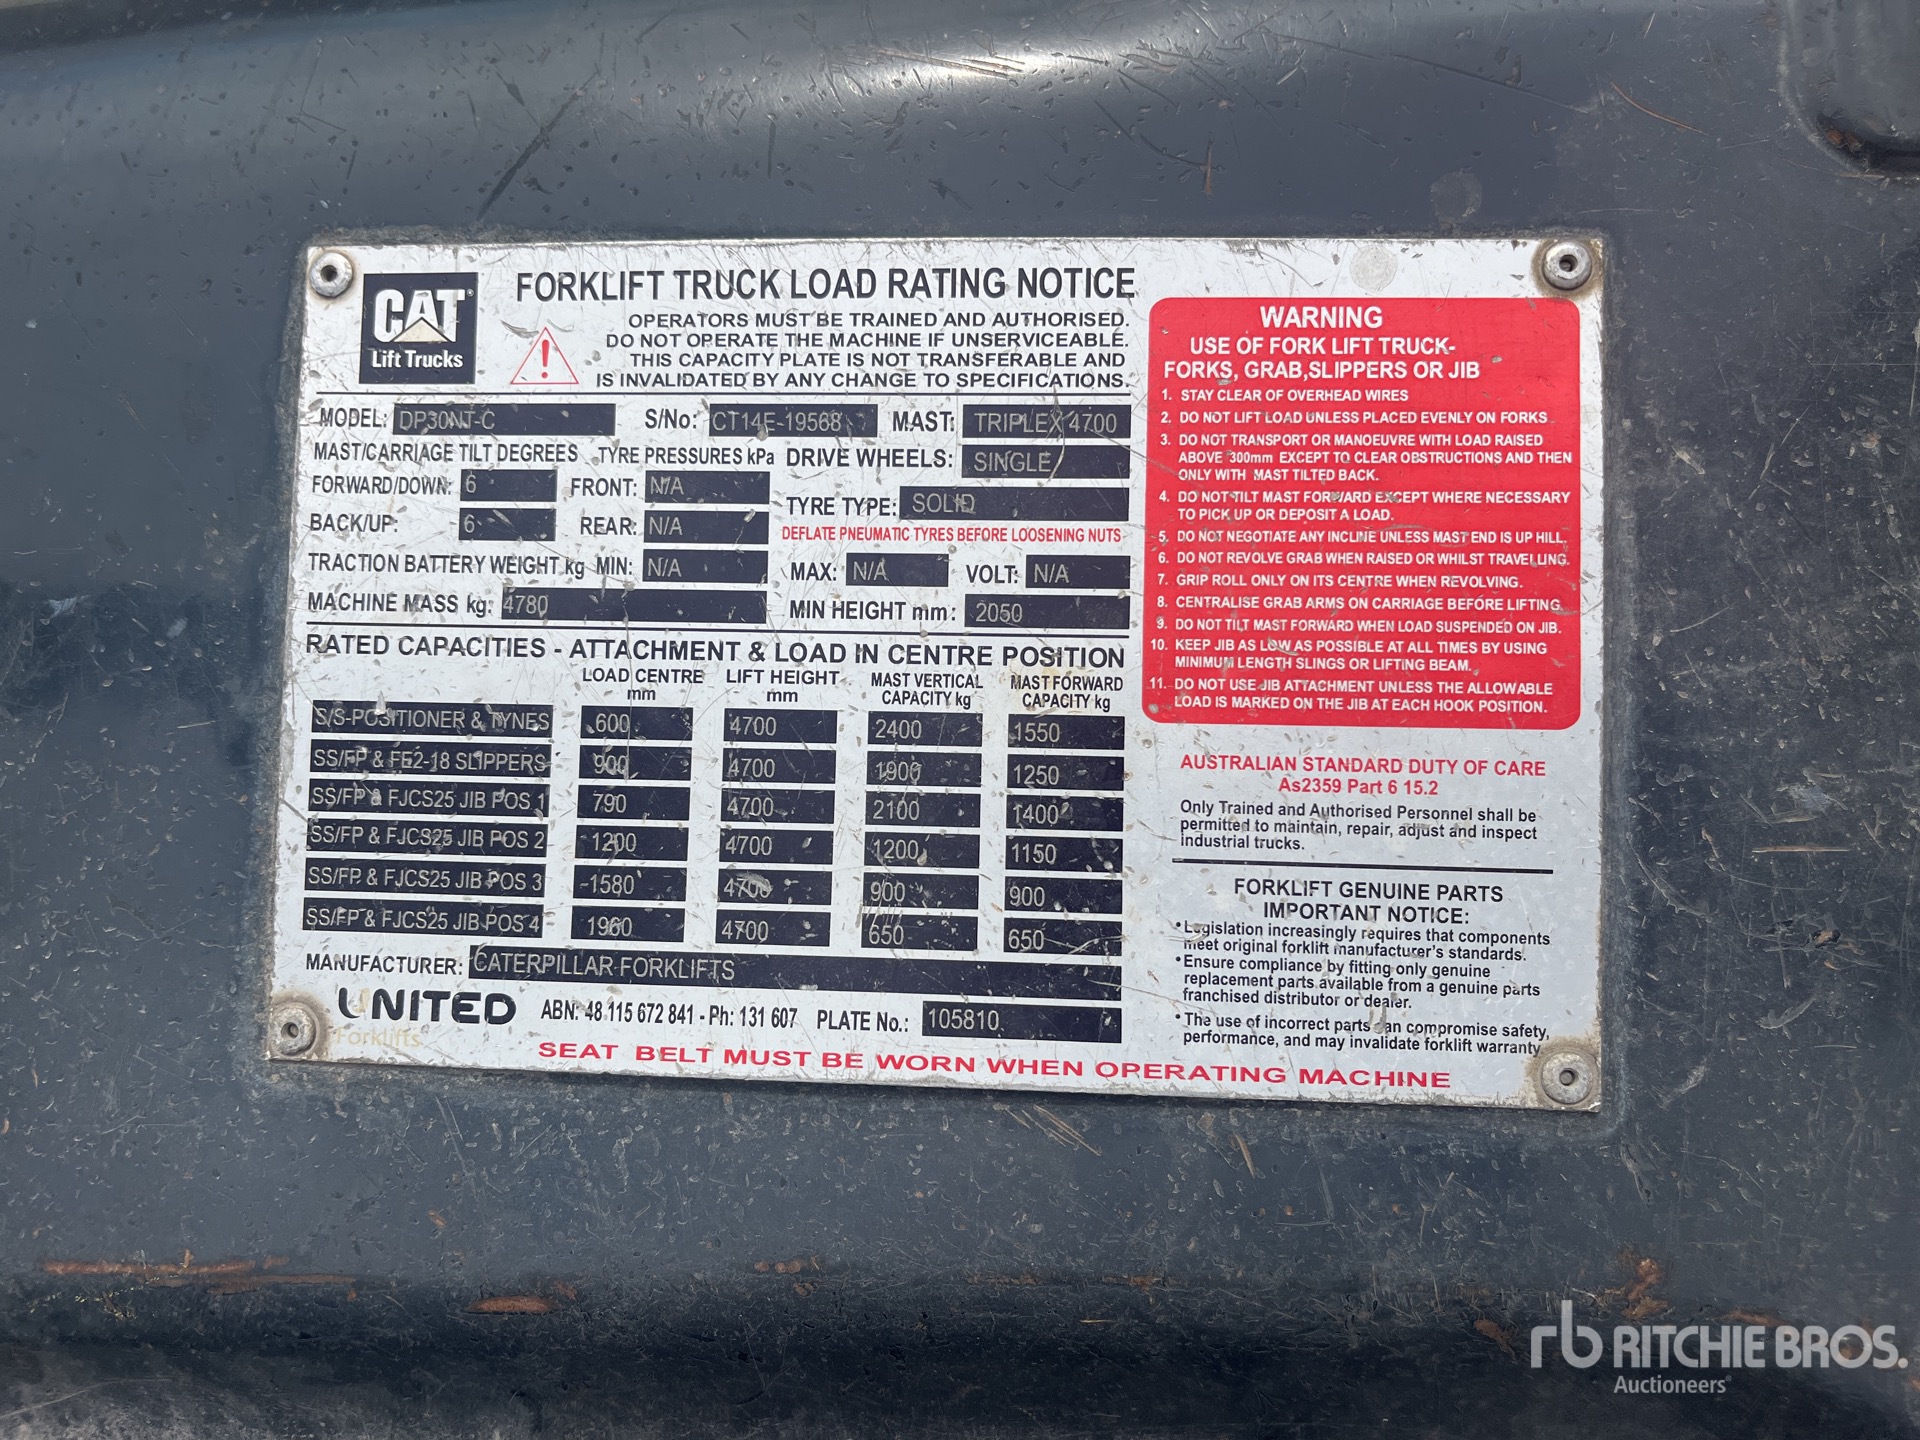 CAT
Lift Trucks
FORKLIFT TRUCK LOAD RATING NOTICE
OPERATORS MUST BE TRAINED AND AUTHORISED.
DO NOT OPERATE THE MACHINE IF UNSERVICEABLE.
THIS CAPACITY PLATE IS NOT TRANSFERABLE AND
IS INVALIDATED BY ANY CHANGE TO SPECIFICATIONS.
MODEL: DP30NT-C S/No: CT14E-19568 MAST: TRIPLEX 4700
MAST/CARRIAGE TILT DEGREES TYRE PRESSURES kPa DRIVE WHEELS: SINGLE
FORWARD/DOWN: 6 FRONT: N/A TYRE TYPE: SOLID
BACK/UP: 6 REAR: N/A DEFLATE PNEUMATIC TYRES BEFORE LOOSENING NUTS
TRACTION BATTERY WEIGHT kg MIN: N/A MAX: N/A VOLT: N/A
MACHINE MASS kg: 4780 MIN HEIGHT mm: 2050
RATED CAPACITIES - ATTACHMENT & LOAD IN CENTRE POSITION
LOAD CENTRE mm LIFT HEIGHT mm MAST VERTICAL CAPACITY kg MAST FORWARD CAPACITY kg
S/S-POSITIONER & TYNES 600 4700 2400 1550
SS/FP & FE2-18 SLIPPERS 900 4700 1900 1250
SS/FP & FJCS25 JIB POS 1 790 4700 2100 1400
SS/FP & FJCS25 JIB POS 2 1200 4700 1200 1150
SS/FP & FJCS25 JIB POS 3 1580 4700 900 900
SS/FP & FJCS25 JIB POS 4 1960 4700 650 650
MANUFACTURER: CATERPILLAR FORKLIFTS
UNITED Forklifts ABN: 48 115 672 841 - Ph: 131 607 PLATE No.: 105810
SEAT BELT MUST BE WORN WHEN OPERATING MACHINE
WARNING
USE OF FORK LIFT TRUCK-
FORKS, GRAB,SLIPPERS OR JIB
1. STAY CLEAR OF OVERHEAD WIRES
2. DO NOT LIFT LOAD UNLESS PLACED EVENLY ON FORKS
3. DO NOT TRANSPORT OR MANOEUVRE WITH LOAD RAISED
ABOVE 300mm EXCEPT TO CLEAR OBSTRUCTIONS AND THEN
ONLY WITH MAST TILTED BACK.
4. DO NOT TILT MAST FORWARD EXCEPT WHERE NECESSARY
TO PICK UP OR DEPOSIT A LOAD.
5. DO NOT NEGOTIATE ANY INCLINE UNLESS MAST END IS UP HILL.
6. DO NOT REVOLVE GRAB WHEN RAISED OR WHILST TRAVELLING.
7. GRIP ROLL ONLY ON ITS CENTRE WHEN REVOLVING.
8. CENTRALISE GRAB ARMS ON CARRIAGE BEFORE LIFTING.
9. DO NOT TILT MAST FORWARD WHEN LOAD SUSPENDED ON JIB.
10. KEEP JIB AS LOW AS POSSIBLE AT ALL TIMES BY USING
MINIMUM LENGTH SLINGS OR LIFTING BEAM.
11. DO NOT USE JIB ATTACHMENT UNLESS THE ALLOWABLE
LOAD IS MARKED ON THE JIB AT EACH HOOK POSITION.
AUSTRALIAN STANDARD DUTY OF CARE
As2359 Part 6 15.2
Only Trained and Authorised Personnel shall be
permitted to maintain, repair, adjust and inspect
industrial trucks.
FORKLIFT GENUINE PARTS
IMPORTANT NOTICE:
• Legislation increasingly requires that components
meet original forklift manufacturer's standards.
• Ensure compliance by fitting only genuine
replacement parts available from a genuine parts
franchised distributor or dealer.
• The use of incorrect parts can compromise safety,
performance, and may invalidate forklift warranty.
rb RITCHIE BROS.
Auctioneers